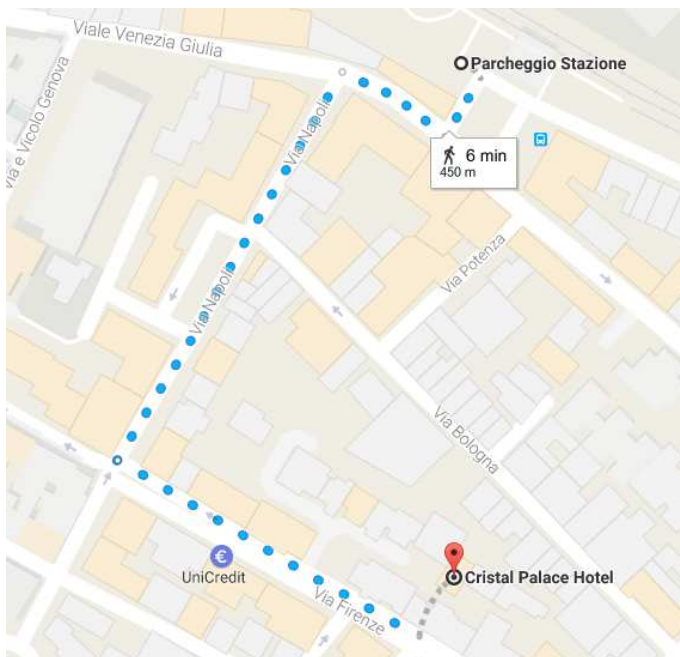 Viale Venezia Giulia
Parcheggio Stazione
Via e Vicolo Genova
Via Napoli
6 min
450 m
Via Potenza
Via Napoli
Via Bologna
€
UniCredit
Cristal Palace Hotel
Via Firenze